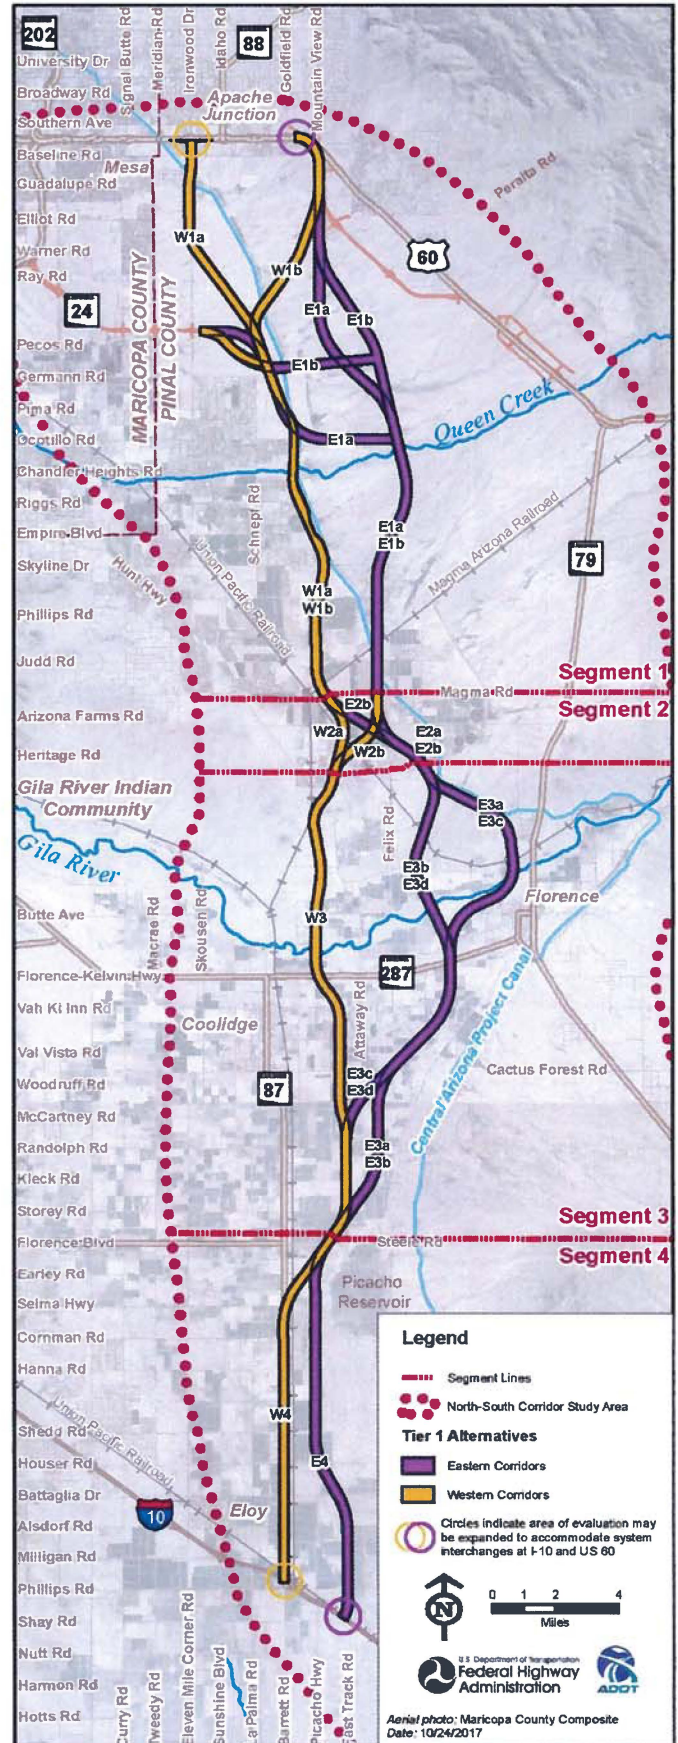 202
88
University Dr
Signal Butte Rd
Meridian Rd
Ironwood Dr
Idaho Rd
Goldfield Rd
Mountain View Rd
Broadway Rd
Apache
Junction
Southern Ave
Baseline Rd
Mesa
Guadalupe Rd
Peralta Rd
Elliot Rd
W1a
Warner Rd
60
Ray Rd
W1b
24
MARICOPA COUNTY
PINAL COUNTY
E1a
E1b
Pecos Rd
E1b
Germann Rd
Pima Rd
Queen Creek
Ocotillo Rd
E1a
Chandler Heights Rd
Riggs Rd
Schnepf Rd
E1a
E1b
Empire Blvd
Magma Arizona Railroad
79
Skyline Dr
Hunt Hwy
Union Pacific Railroad
W1a
W1b
Phillips Rd
Judd Rd
Segment 1
Magma Rd
Segment 2
Arizona Farms Rd
E2b
W2a
E2a
E2b
W2b
Heritage Rd
Gila River Indian
Community
E3a
E3c
Gila River
Felix Rd
E3b
E3d
Florence
Butte Ave
Macrae Rd
Skousen Rd
W3
287
Florence-Kelvin Hwy
Vah Ki Inn Rd
Coolidge
Attaway Rd
Central Arizona Project Canal
Val Vista Rd
E3c
E3d
Cactus Forest Rd
Woodruff Rd
87
McCartney Rd
Randolph Rd
E3a
E3b
Kleck Rd
Storey Rd
Segment 3
Florence Blvd
Steele Rd
Segment 4
Earley Rd
Picacho
Reservoir
Selma Hwy
Cornman Rd
Hanna Rd
W4
Union Pacific Railroad
Shedd Rd
Houser Rd
E4
Battaglia Dr
10
Eloy
Alsdorf Rd
Milligan Rd
Phillips Rd
Shay Rd
Nutt Rd
Harmon Rd
Hotts Rd
Curry Rd
Tweedy Rd
Eleven Mile Corner Rd
Sunshine Blvd
La Palma Rd
Barrett Rd
Picacho Hwy
East Track Rd
Legend
Segment Lines
North-South Corridor Study Area
Tier 1 Alternatives
Eastern Corridors
Western Corridors
Circles indicate area of evaluation may
be expanded to accommodate system
interchanges at I-10 and US 60
N
0 1 2 4
Miles
U.S. Department of Transportation
Federal Highway
Administration
ADOT
Aerial photo: Maricopa County Composite
Date: 10/24/2017